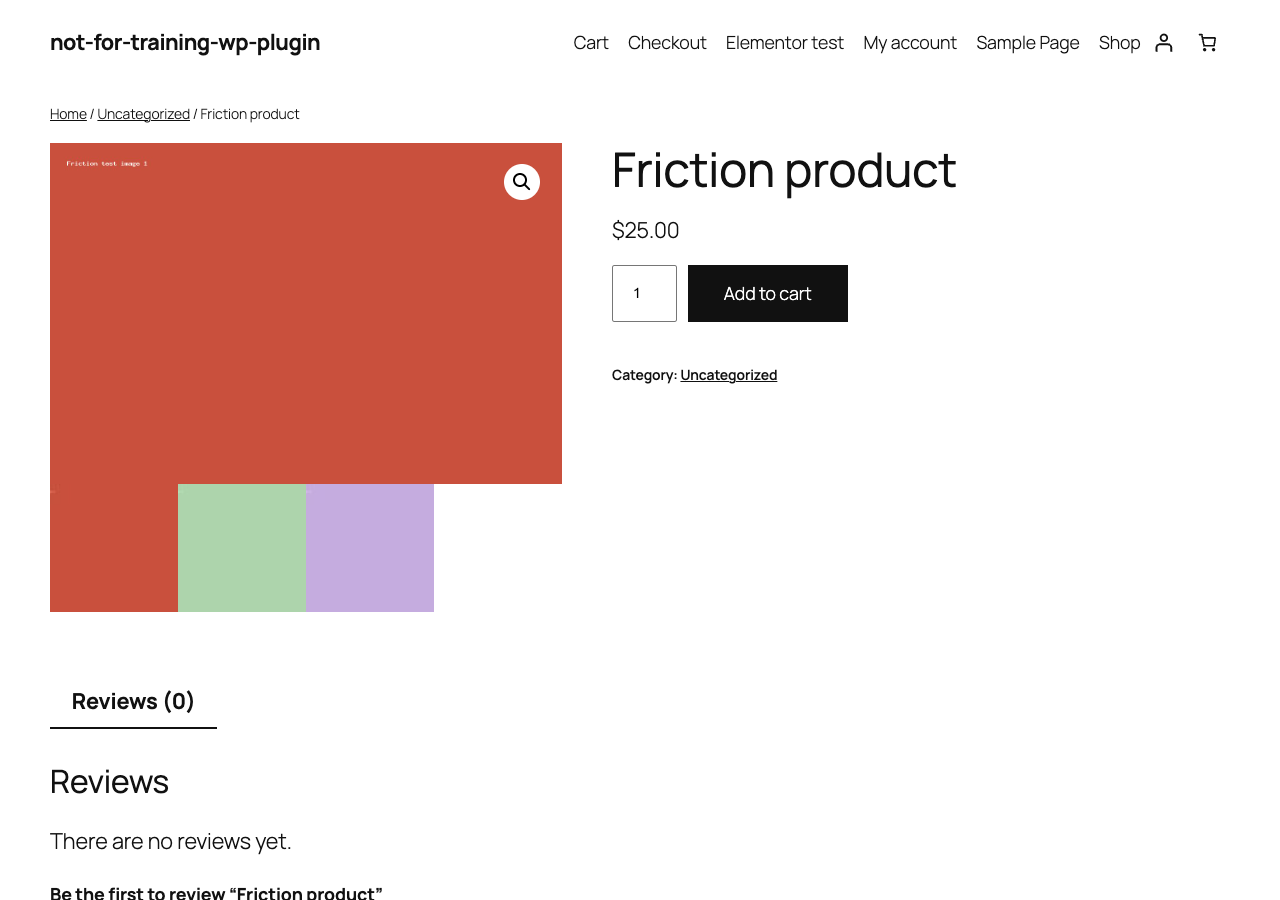 not-for-training-wp-plugin
Cart Checkout Elementor test My account Sample Page Shop
Home / Uncategorized / Friction product
Friction test image 1
Friction product
$25.00
1
Add to cart
Category: Uncategorized
Reviews (0)
Reviews
There are no reviews yet.
Be the first to review “Friction product”